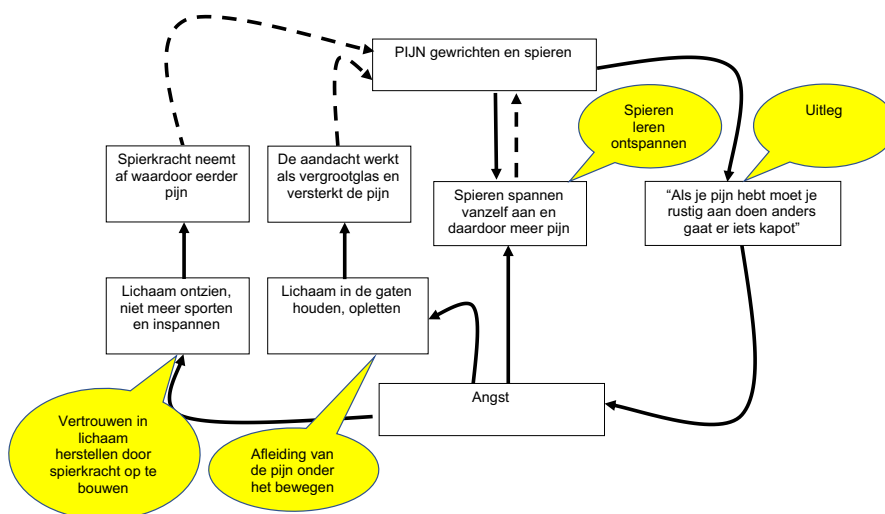 PIJN gewrichten en spieren
Spieren
leren
ontspannen
Uitleg
Spierkracht neemt
af waardoor eerder
pijn
De aandacht werkt
als vergrootglas en
versterkt de pijn
Spieren spannen
vanzelf aan en
daardoor meer pijn
“Als je pijn hebt moet je
rustig aan doen anders
gaat er iets kapot”
Lichaam ontzien,
niet meer sporten
en inspannen
Lichaam in de gaten
houden, opletten
Angst
Vertrouwen in
lichaam
herstellen door
spierkracht op te
bouwen
Afleiding van
de pijn onder
het bewegen